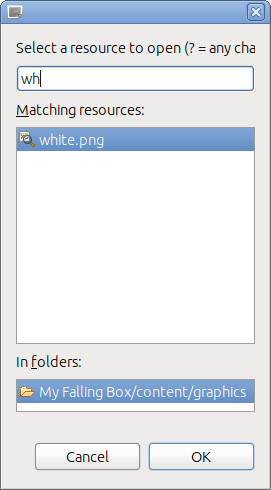 Select a resource to open (? = any cha
wh
Matching resources:
white.png
In folders:
My Falling Box/content/graphics
Cancel
OK